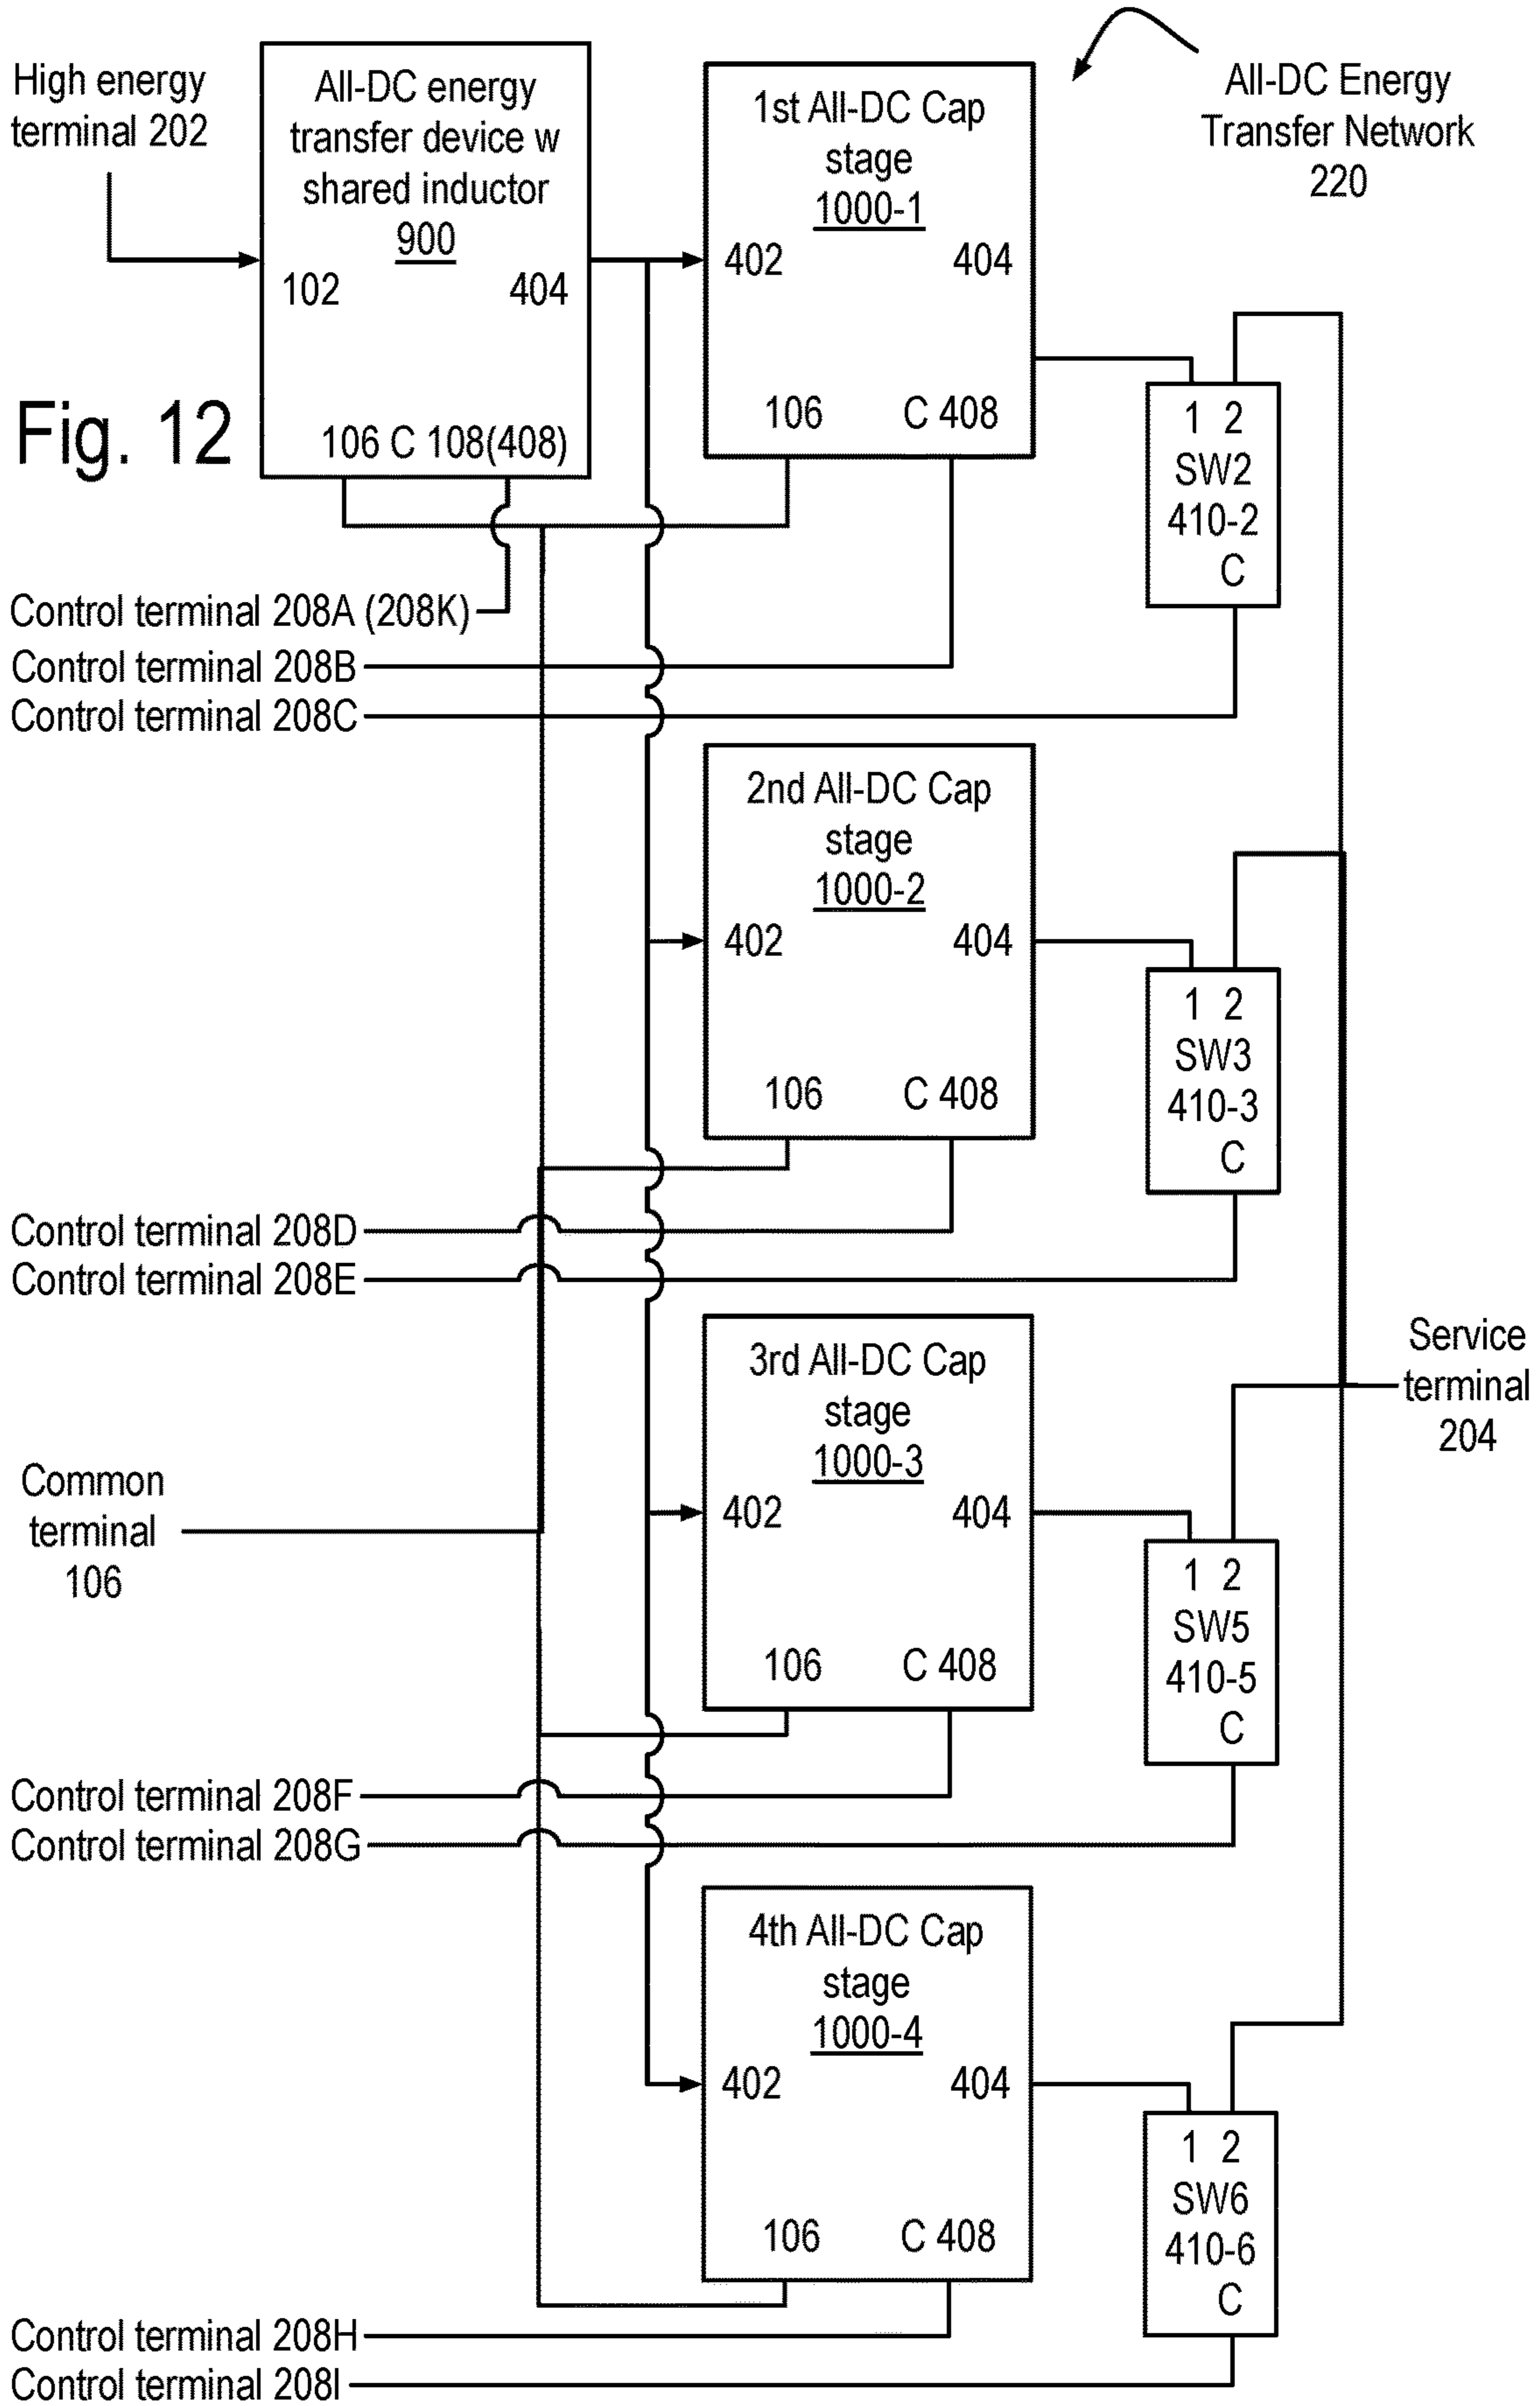 High energy
terminal 202
All-DC energy
transfer device w
shared inductor
900
102
404
106 C 108(408)
1st All-DC Cap
stage
1000-1
402
404
106
C 408
All-DC Energy
Transfer Network
220
Fig. 12
1 2
SW2
410-2
C
Control terminal 208A (208K)
Control terminal 208B
Control terminal 208C
2nd All-DC Cap
stage
1000-2
402
404
106
C 408
1 2
SW3
410-3
C
Control terminal 208D
Control terminal 208E
Service
terminal
204
3rd All-DC Cap
stage
1000-3
402
404
106
C 408
Common
terminal
106
1 2
SW5
410-5
C
Control terminal 208F
Control terminal 208G
4th All-DC Cap
stage
1000-4
402
404
106
C 408
1 2
SW6
410-6
C
Control terminal 208H
Control terminal 208I